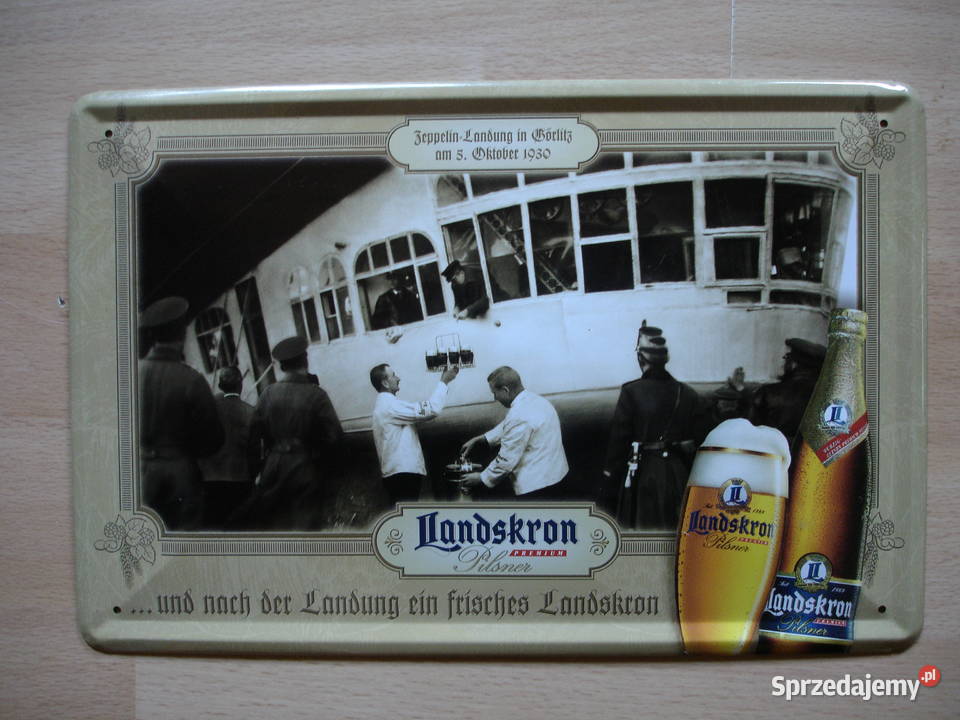 Zeppelin-Landung in Görlitz
am 5. Oktober 1930
Landskron
PREMIUM
Pilsner
...und nach der Landung ein frisches Landskron
Landskron
PREMIUM
Pilsner
Landskron
PREMIUM
Pilsner
Sprzedajemy.pl